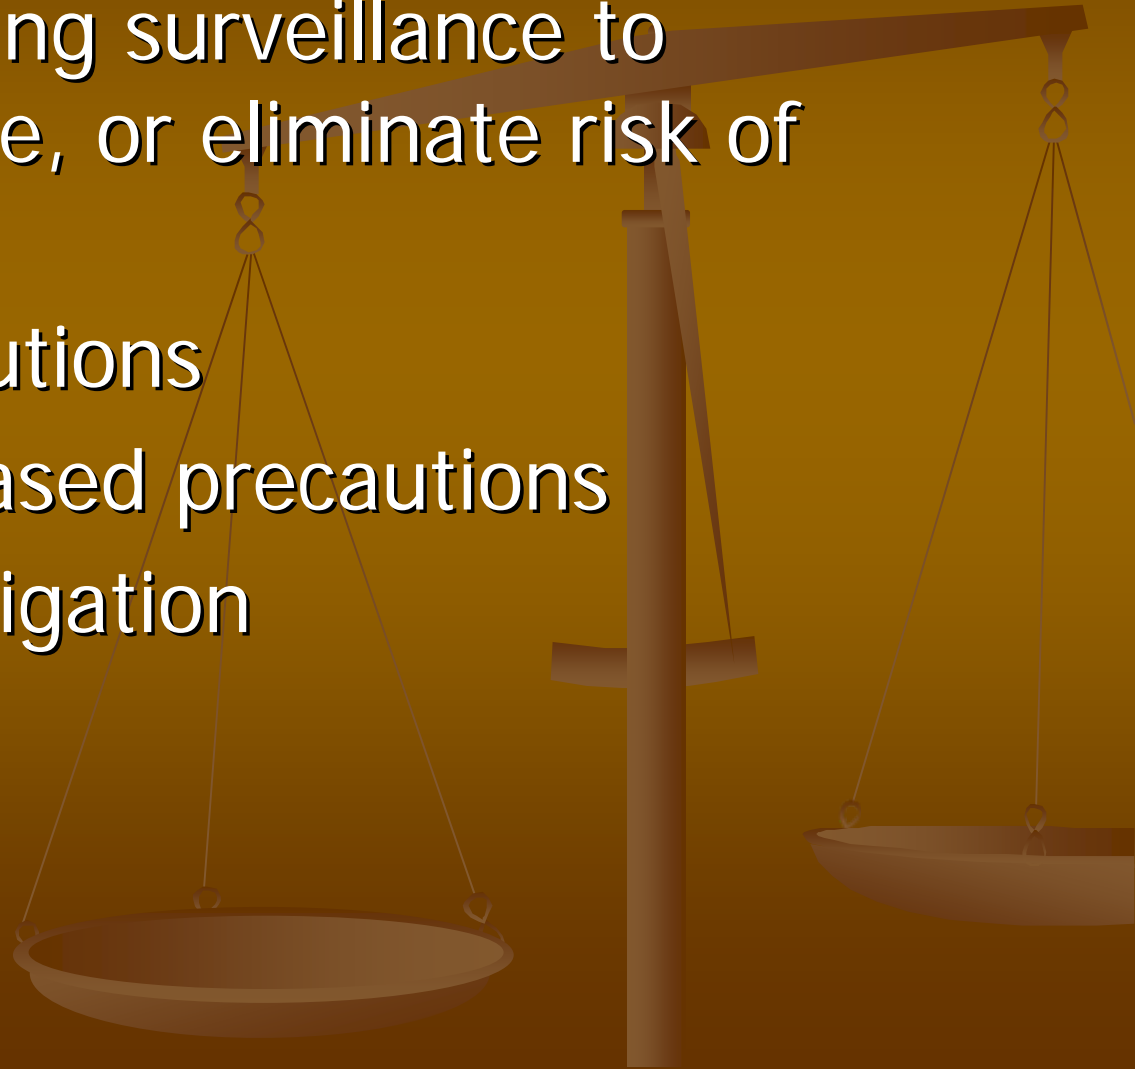 ng surveillance to
e, or eliminate risk of
utions
ased precautions
igation